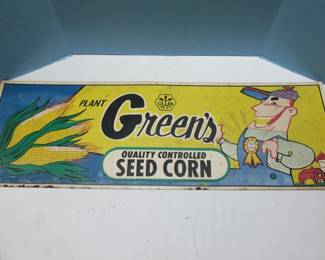 PLANT
Green's
QUALITY CONTROLLED
SEED CORN